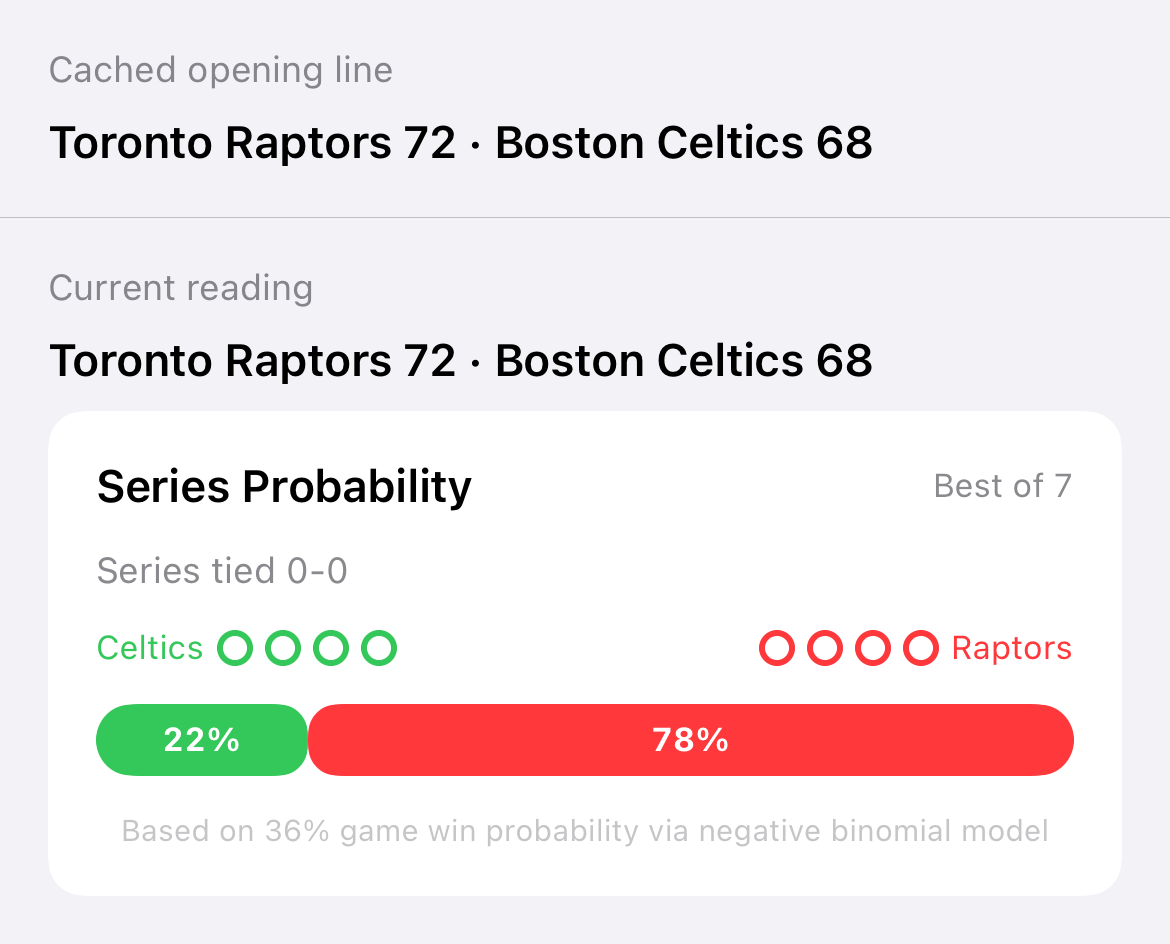 Cached opening line
Toronto Raptors 72 · Boston Celtics 68
Current reading
Toronto Raptors 72 · Boston Celtics 68
Series Probability Best of 7
Series tied 0-0
Celtics Raptors
22% 78%
Based on 36% game win probability via negative binomial model